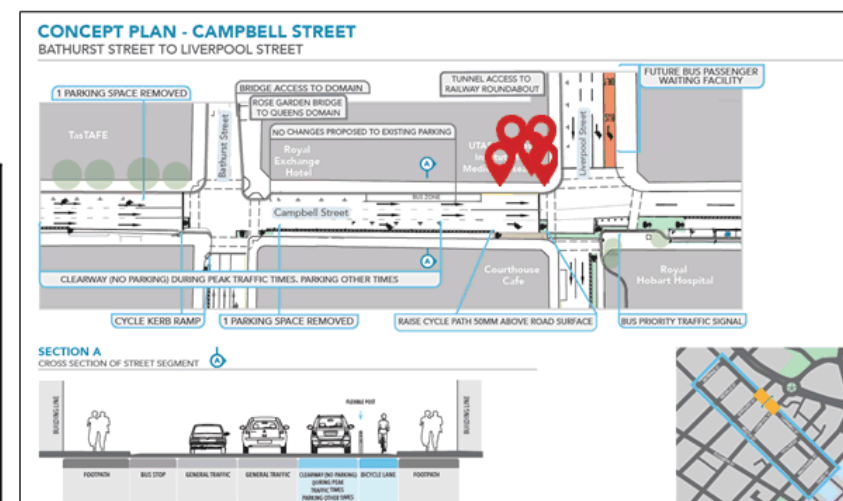 CONCEPT PLAN - CAMPBELL STREET
BATHURST STREET TO LIVERPOOL STREET
1 PARKING SPACE REMOVED
BRIDGE ACCESS TO DOMAIN
ROSE GARDEN BRIDGE
TO QUEENS DOMAIN
TUNNEL ACCESS TO
RAILWAY ROUNDABOUT
FUTURE BUS PASSENGER
WAITING FACILITY
NO CHANGES PROPOSED TO EXISTING PARKING
TasTAFE
Bathurst Street
Royal
Exchange
Hotel
A
UTAS
Liverpool Street
BUS ZONE
Campbell Street
A
CLEARWAY (NO PARKING) DURING PEAK TRAFFIC TIMES. PARKING OTHER TIMES
Courthouse
Cafe
Royal
Hobart Hospital
CYCLE KERB RAMP
1 PARKING SPACE REMOVED
RAISE CYCLE PATH 50MM ABOVE ROAD SURFACE
BUS PRIORITY TRAFFIC SIGNAL
SECTION A
CROSS SECTION OF STREET SEGMENT
A
BUILDING LINE
FLEXIBLE POST
BUILDING LINE
FOOTPATH
BUS STOP
GENERAL TRAFFIC
GENERAL TRAFFIC
CLEARWAY (NO PARKING)
DURING PEAK
TRAFFIC TIMES
PARKING OTHER TIMES
BICYCLE LANE
FOOTPATH